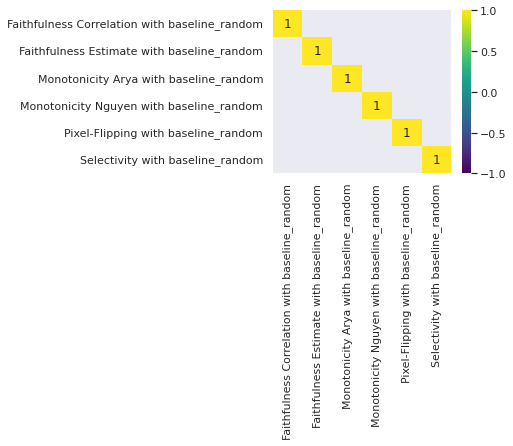 Faithfulness Correlation with baseline_random
Faithfulness Estimate with baseline_random
Monotonicity Arya with baseline_random
Monotonicity Nguyen with baseline_random
Pixel-Flipping with baseline_random
Selectivity with baseline_random
1
1
1
1
1
1
1.0
0.5
0.0
−0.5
−1.0
Faithfulness Correlation with baseline_random
Faithfulness Estimate with baseline_random
Monotonicity Arya with baseline_random
Monotonicity Nguyen with baseline_random
Pixel-Flipping with baseline_random
Selectivity with baseline_random